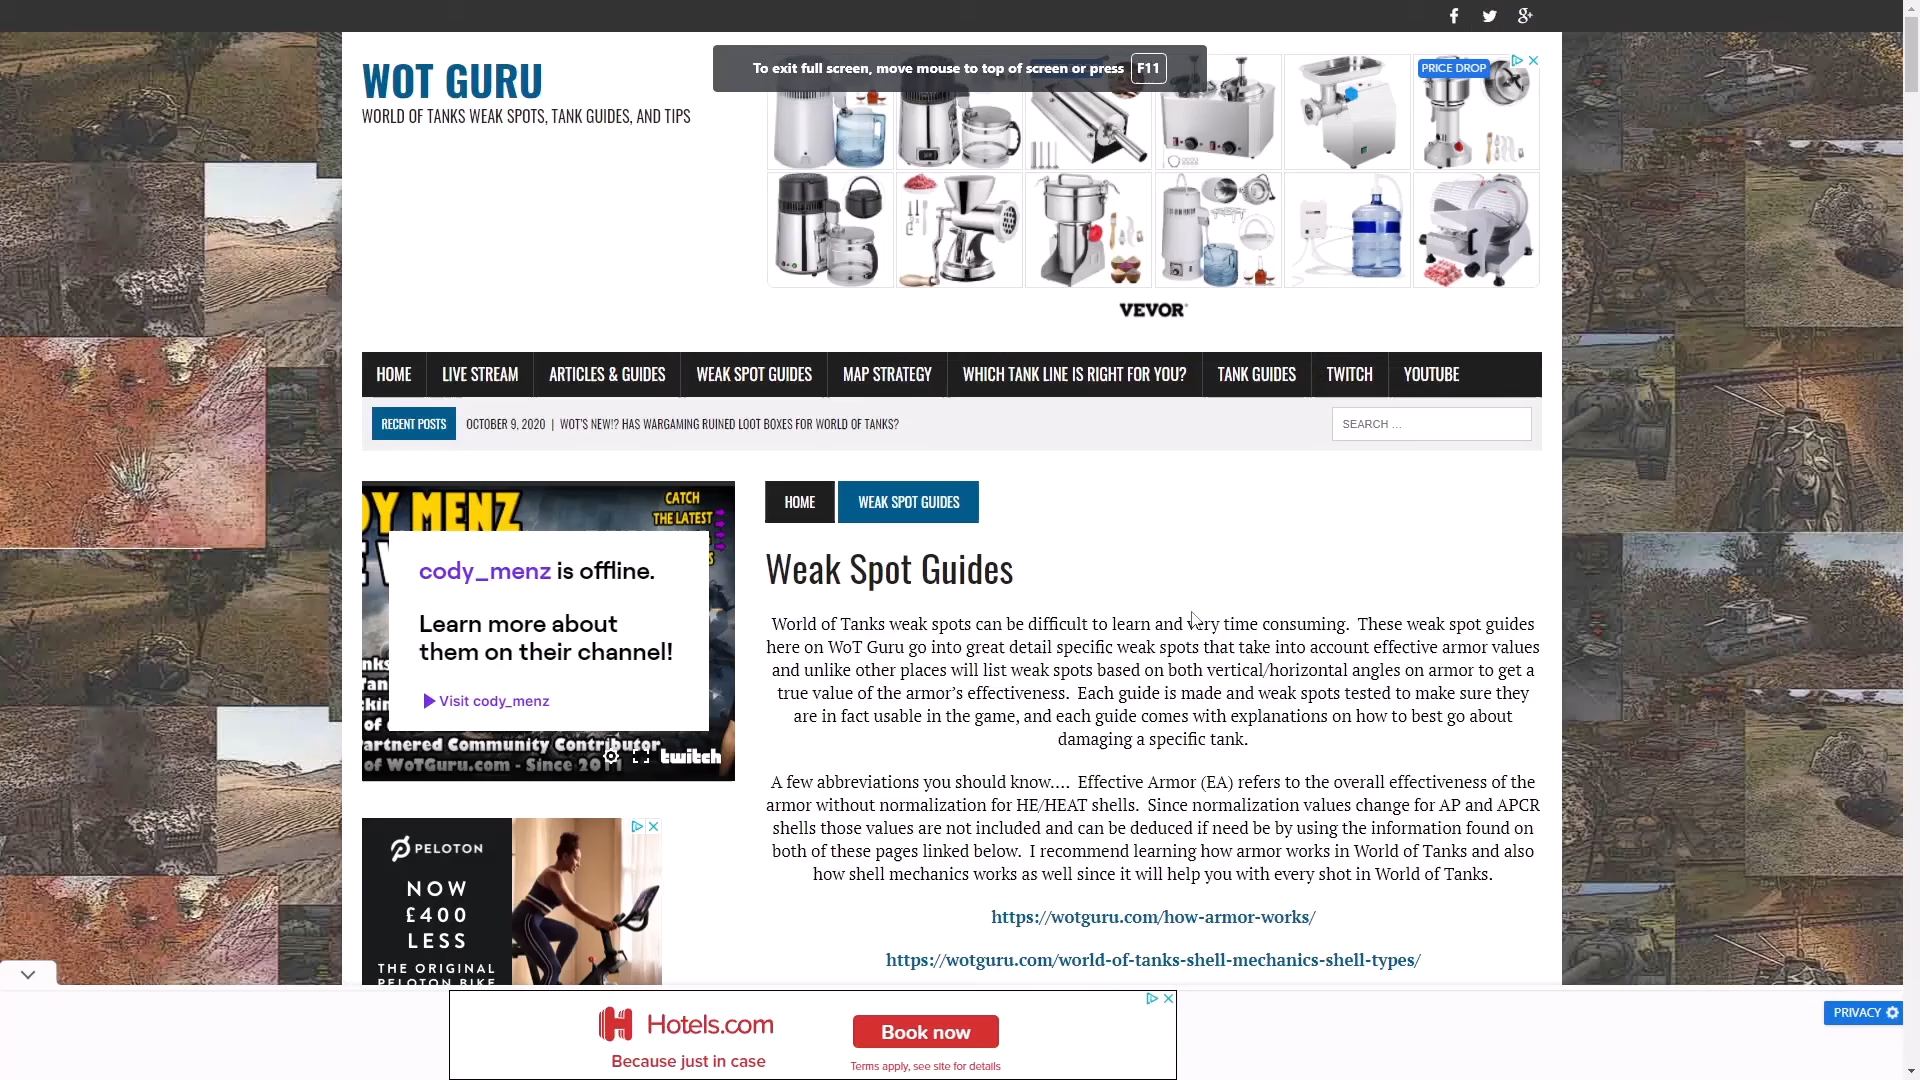 WOT GURU
WORLD OF TANKS WEAK SPOTS, TANK GUIDES, AND TIPS
To exit full screen, move mouse to top of screen or press F11
PRICE DROP
VEVOR
HOME LIVE STREAM ARTICLES & GUIDES WEAK SPOT GUIDES MAP STRATEGY WHICH TANK LINE IS RIGHT FOR YOU? TANK GUIDES TWITCH YOUTUBE
RECENT POSTS OCTOBER 9, 2020 | WOT'S NEW!? HAS WARGAMING RUINED LOOT BOXES FOR WORLD OF TANKS?
SEARCH ...
DY MENZ
CATCH
THE LATEST
cody_menz is offline.
Learn more about
them on their channel!
Visit cody_menz
artnered Community Contributor
of WoTGuru.com - Since 2011
twitch
HOME WEAK SPOT GUIDES
Weak Spot Guides
World of Tanks weak spots can be difficult to learn and very time consuming. These weak spot guides
here on WoT Guru go into great detail specific weak spots that take into account effective armor values
and unlike other places will list weak spots based on both vertical/horizontal angles on armor to get a
true value of the armor's effectiveness. Each guide is made and weak spots tested to make sure they
are in fact usable in the game, and each guide comes with explanations on how to best go about
damaging a specific tank.
A few abbreviations you should know…. Effective Armor (EA) refers to the overall effectiveness of the
armor without normalization for HE/HEAT shells. Since normalization values change for AP and APCR
shells those values are not included and can be deduced if need be by using the information found on
both of these pages linked below. I recommend learning how armor works in World of Tanks and also
how shell mechanics works as well since it will help you with every shot in World of Tanks.
https://wotguru.com/how-armor-works/
https://wotguru.com/world-of-tanks-shell-mechanics-shell-types/
PELOTON
NOW
£400
LESS
THE ORIGINAL
PELOTON BIKE
Hotels.com
Because just in case
Book now
Terms apply, see site for details
PRIVACY